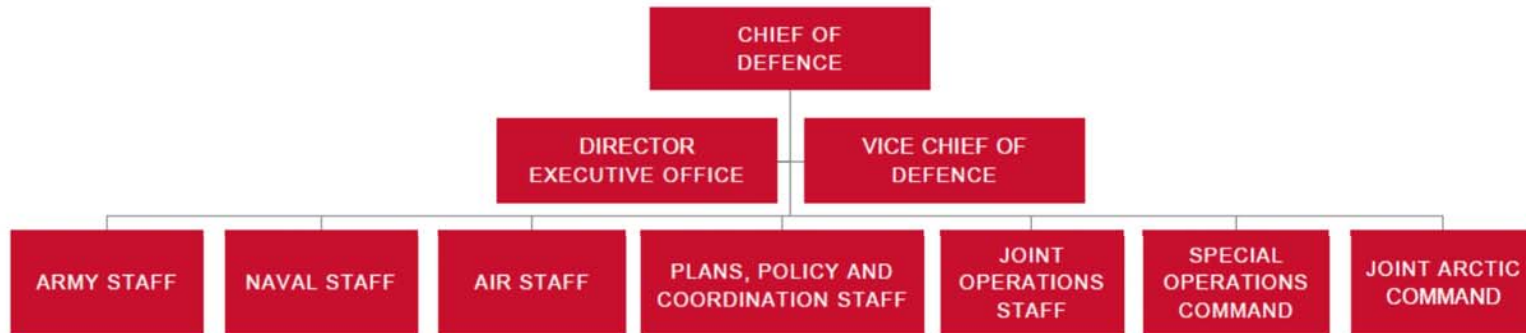 CHIEF OF
DEFENCE
DIRECTOR
EXECUTIVE OFFICE
VICE CHIEF OF
DEFENCE
ARMY STAFF
NAVAL STAFF
AIR STAFF
PLANS, POLICY AND
COORDINATION STAFF
JOINT
OPERATIONS
STAFF
SPECIAL
OPERATIONS
COMMAND
JOINT ARCTIC
COMMAND